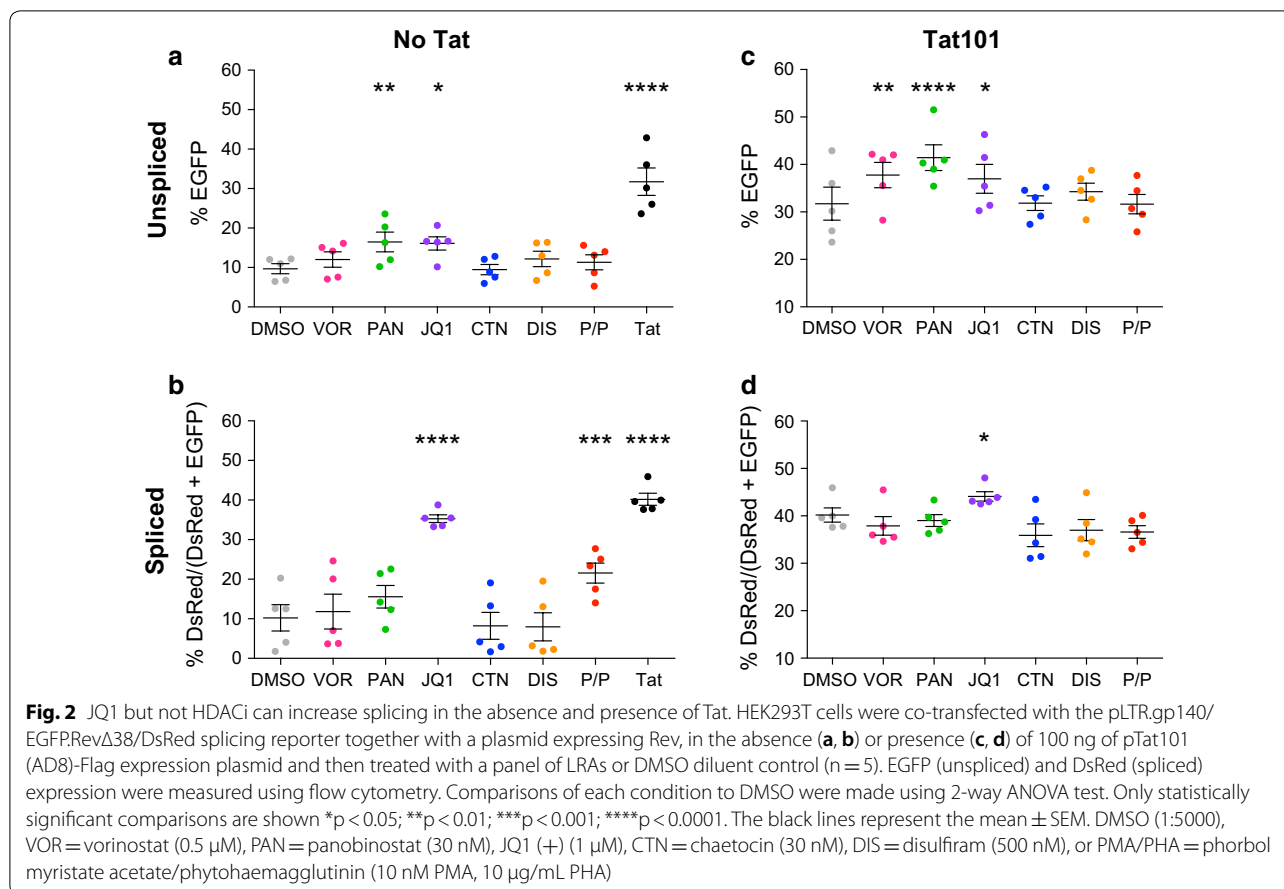 No Tat
Tat101
Unspliced
Spliced
a
60
50
40
30
20
10
0
% EGFP
** * ****
DMSO VOR PAN JQ1 CTN DIS P/P Tat
c
60
50
40
30
20
10
% EGFP
** **** *
DMSO VOR PAN JQ1 CTN DIS P/P
b
60
50
40
30
20
10
0
% DsRed/(DsRed + EGFP)
**** *** ****
DMSO VOR PAN JQ1 CTN DIS P/P Tat
d
60
50
40
30
20
10
% DsRed/(DsRed + EGFP)
*
DMSO VOR PAN JQ1 CTN DIS P/P
Fig. 2 JQ1 but not HDACi can increase splicing in the absence and presence of Tat. HEK293T cells were co-transfected with the pLTR.gp140/
EGFP.RevΔ38/DsRed splicing reporter together with a plasmid expressing Rev, in the absence (a, b) or presence (c, d) of 100 ng of pTat101
(AD8)-Flag expression plasmid and then treated with a panel of LRAs or DMSO diluent control (n = 5). EGFP (unspliced) and DsRed (spliced)
expression were measured using flow cytometry. Comparisons of each condition to DMSO were made using 2-way ANOVA test. Only statistically
significant comparisons are shown *p < 0.05; **p < 0.01; ***p < 0.001; ****p < 0.0001. The black lines represent the mean ± SEM. DMSO (1:5000),
VOR = vorinostat (0.5 μM), PAN = panobinostat (30 nM), JQ1 (+) (1 μM), CTN = chaetocin (30 nM), DIS = disulfiram (500 nM), or PMA/PHA = phorbol
myristate acetate/phytohaemagglutinin (10 nM PMA, 10 μg/mL PHA)